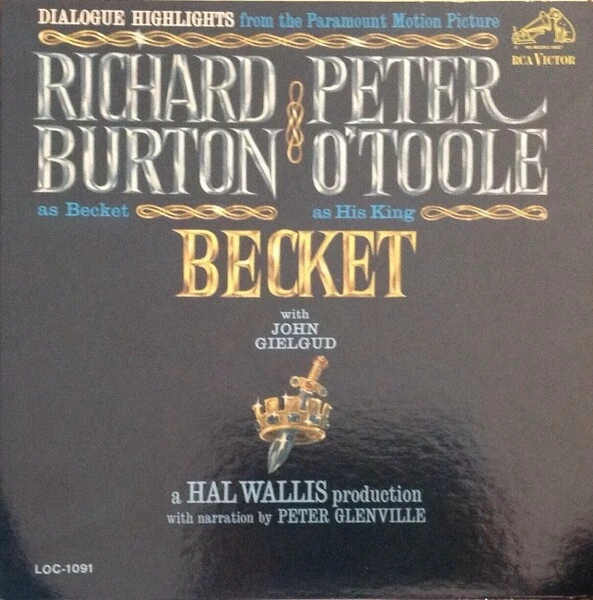 DIALOGUE HIGHLIGHTS from the Paramount Motion Picture
RCA VICTOR
RICHARD PETER
BURTON O'TOOLE
as Becket as His King
BECKET
with
JOHN
GIELGUD
a HAL WALLIS production
with narration by PETER GLENVILLE
LOC-1091